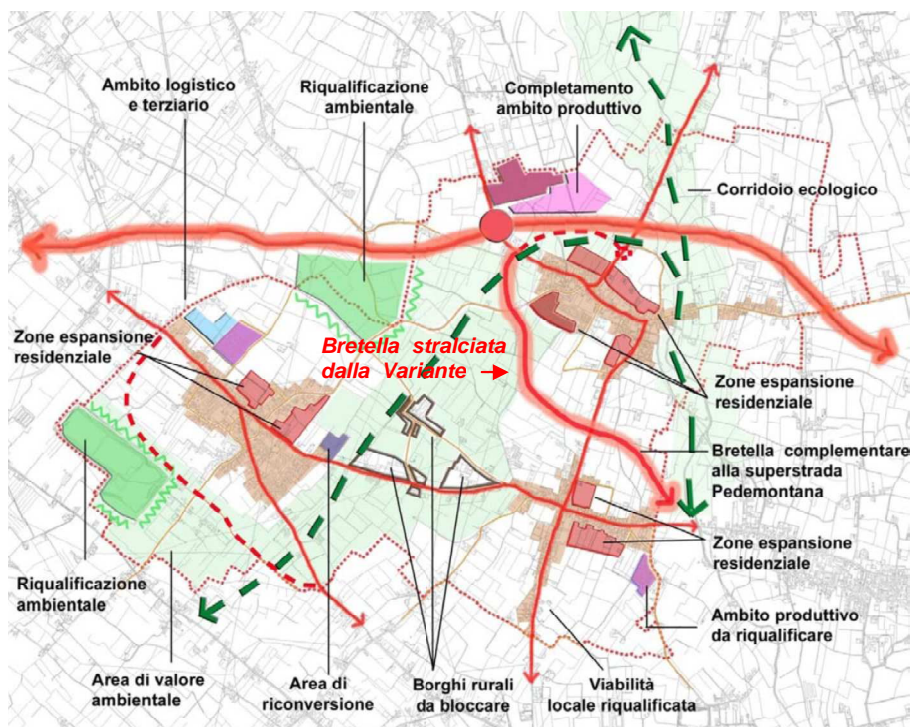 Ambito logistico
e terziario
Riqualificazione
ambientale
Completamento
ambito produttivo
Corridoio ecologico
Zone espansione
residenziale
Bretella stralciata
dalla Variante
Zone espansione
residenziale
Bretella complementare
alla superstrada
Pedemontana
Zone espansione
residenziale
Riqualificazione
ambientale
Ambito produttivo
da riqualificare
Area di valore
ambientale
Area di
riconversione
Borghi rurali
da bloccare
Viabilità
locale riqualificata